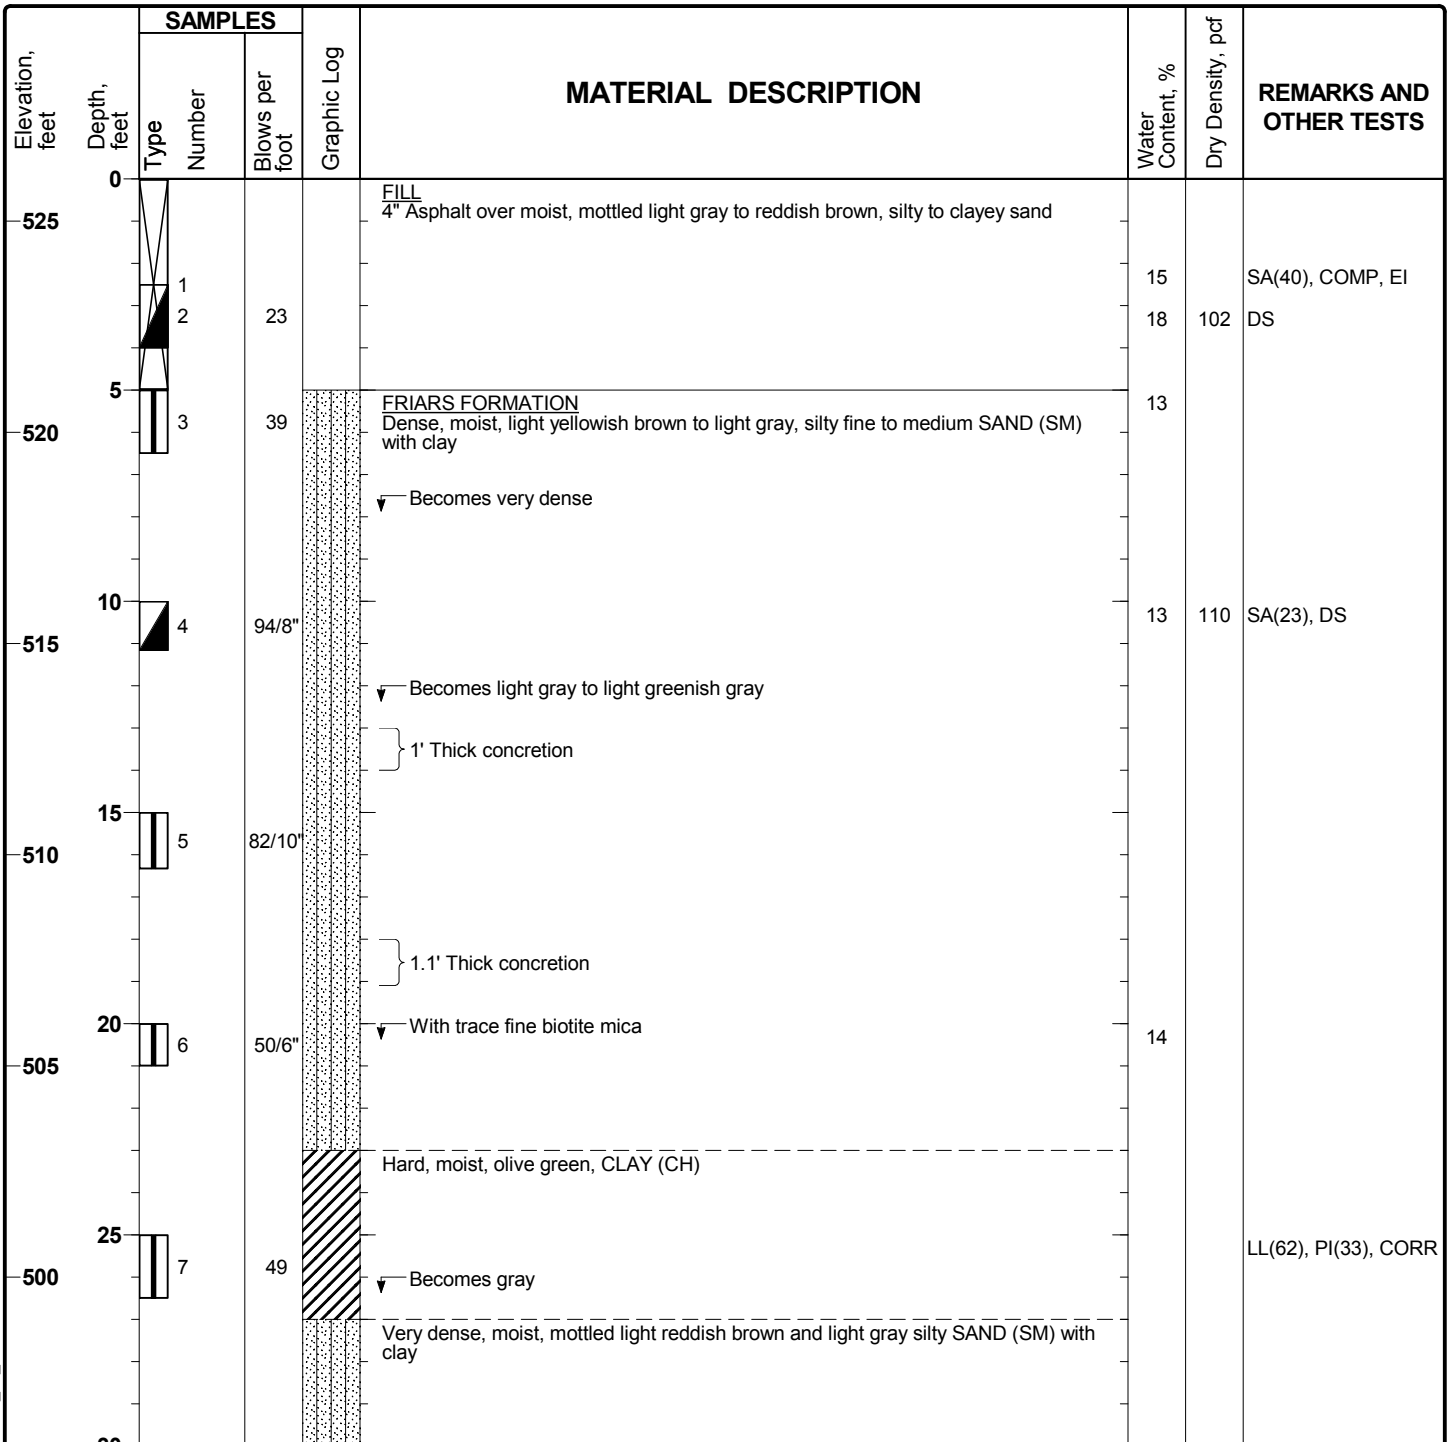 SAMPLES
Elevation,
feet
Depth,
feet
Type
Number
Blows per
foot
Graphic Log
MATERIAL DESCRIPTION
Water
Content, %
Dry Density, pcf
REMARKS AND
OTHER TESTS
0
FILL
525
4" Asphalt over moist, mottled light gray to reddish brown, silty to clayey sand
1
15
SA(40), COMP, EI
2
23
18
102
DS
5
FRIARS FORMATION
13
3
39
Dense, moist, light yellowish brown to light gray, silty fine to medium SAND (SM)
520
with clay
Becomes very dense
10
4
94/8"
13
110
SA(23), DS
515
Becomes light gray to light greenish gray
1' Thick concretion
15
5
82/10"
510
1.1' Thick concretion
20
With trace fine biotite mica
6
50/6"
14
505
Hard, moist, olive green, CLAY (CH)
25
LL(62), PI(33), CORR
7
49
500
Becomes gray
Very dense, moist, mottled light reddish brown and light gray silty SAND (SM) with
clay